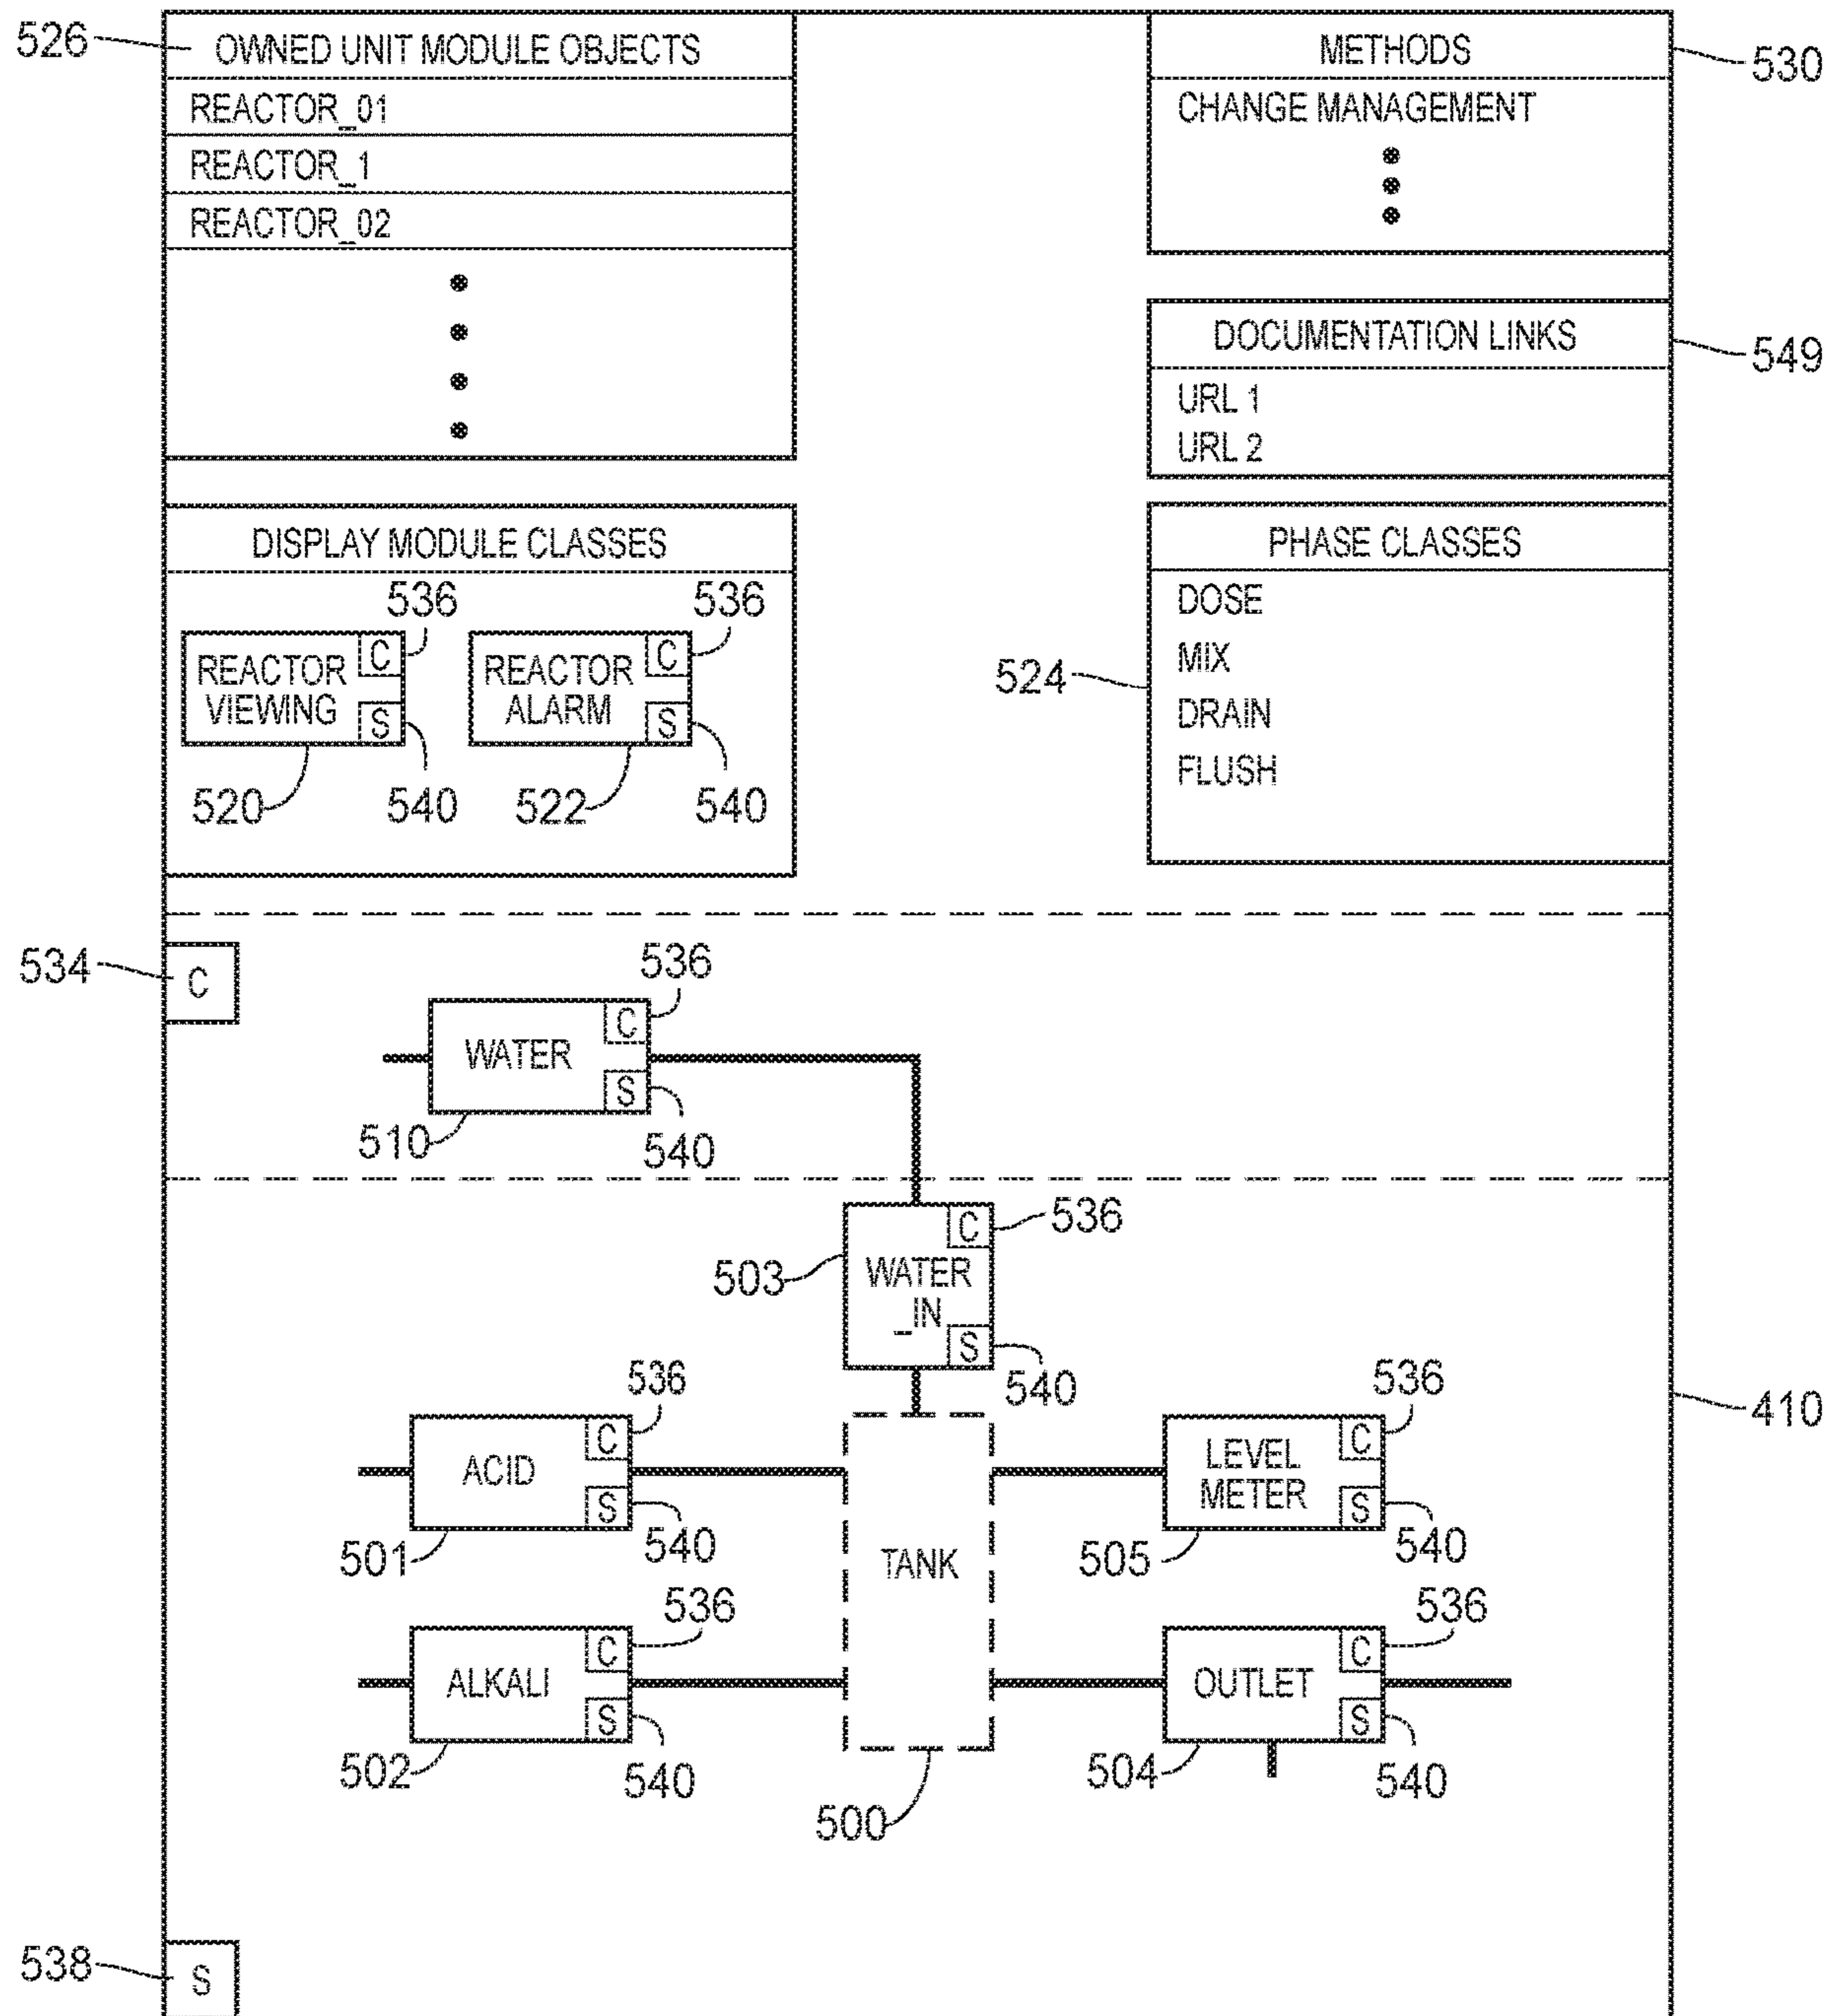 526
OWNED UNIT MODULE OBJECTS
REACTOR_01
REACTOR_1
REACTOR_02
METHODS
530
CHANGE MANAGEMENT
DOCUMENTATION LINKS
549
URL 1
URL 2
DISPLAY MODULE CLASSES
536
536
REACTOR
VIEWING
C
S
REACTOR
ALARM
C
S
520
540
522
540
PHASE CLASSES
524
DOSE
MIX
DRAIN
FLUSH
534
C
536
WATER
C
S
510
540
536
503
WATER
_IN
C
S
540
536
ACID
C
S
501
540
536
ALKALI
C
S
502
540
TANK
500
536
LEVEL
METER
C
S
505
540
536
OUTLET
C
S
504
540
410
538
S